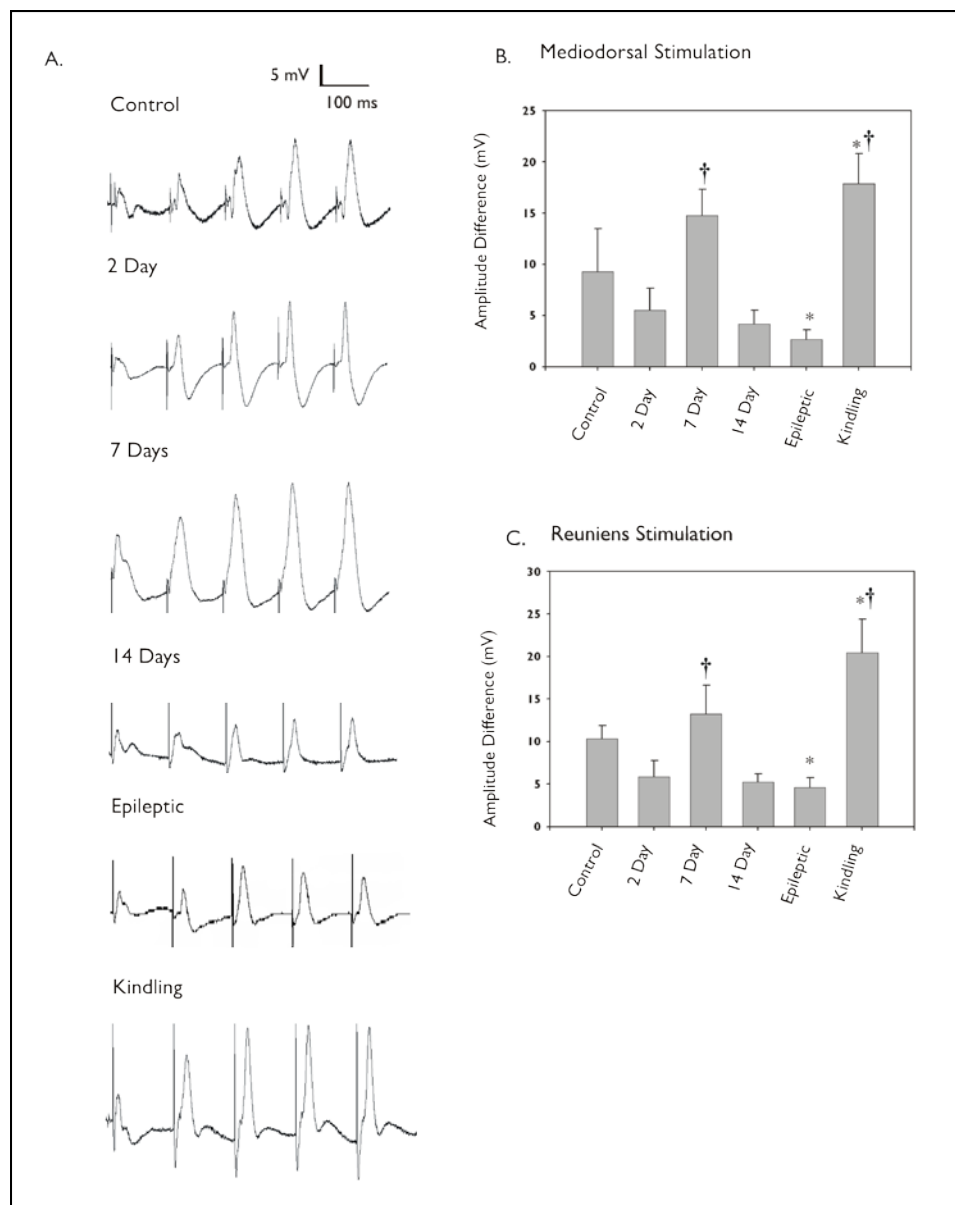 A.
5 mV
100 ms
Control
2 Day
7 Days
14 Days
Epileptic
Kindling
B. Mediodorsal Stimulation
Amplitude Difference (mV)
25
20
15
10
5
0
†
*
*†
Control
2 Day
7 Day
14 Day
Epileptic
Kindling
C. Reuniens Stimulation
Amplitude Difference (mV)
30
25
20
15
10
5
0
†
*
*†
Control
2 Day
7 Day
14 Day
Epileptic
Kindling